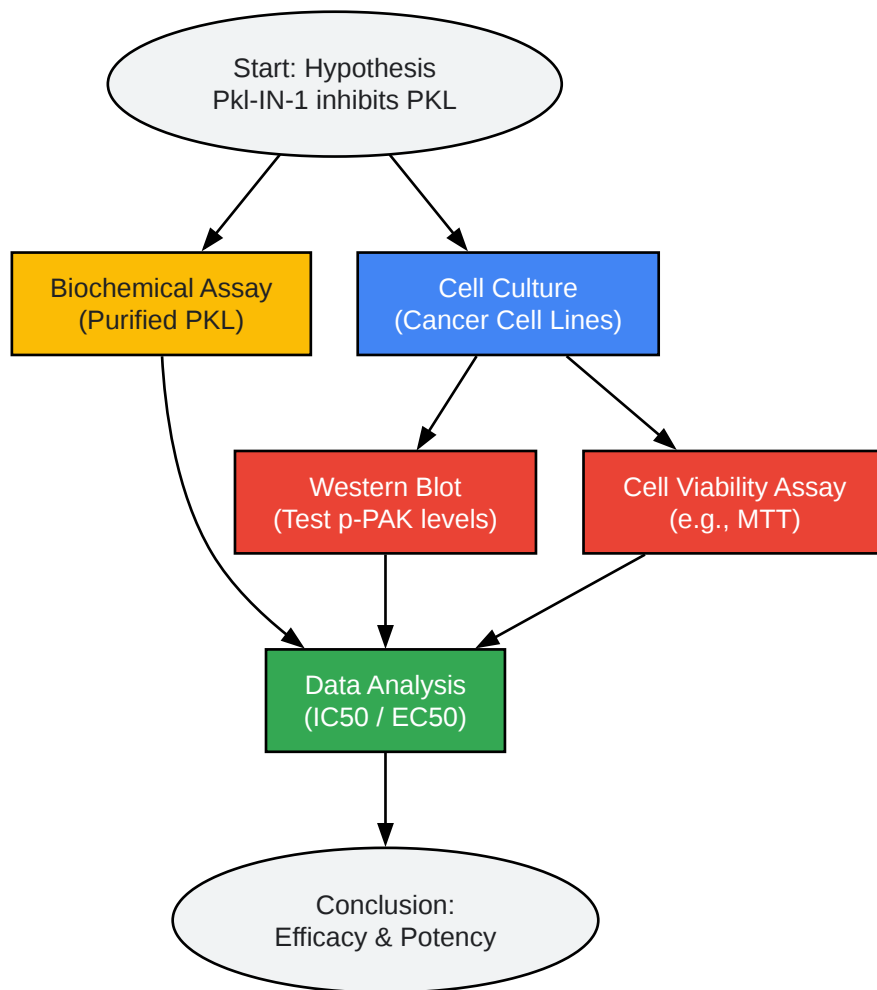 Start: Hypothesis
Pkl-IN-1 inhibits PKL
Biochemical Assay
(Purified PKL)
Cell Culture
(Cancer Cell Lines)
Western Blot
(Test p-PAK levels)
Cell Viability Assay
(e.g., MTT)
Data Analysis
(IC50 / EC50)
Conclusion:
Efficacy & Potency